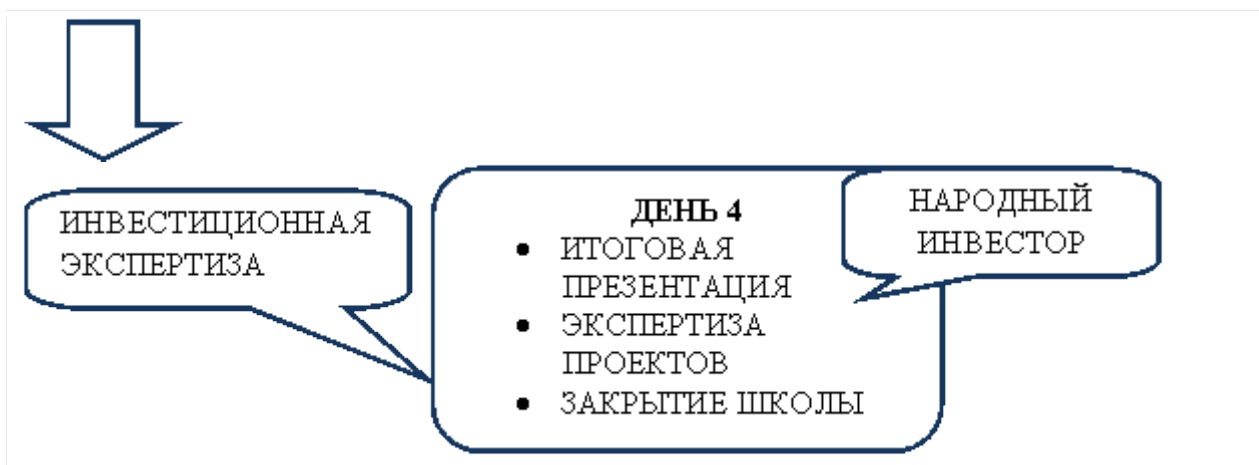 ИНВЕСТИЦИОННАЯ
ЭКСПЕРТИЗА
ДЕНЬ 4
• ИТОГОВАЯ
ПРЕЗЕНТАЦИЯ
• ЭКСПЕРТИЗА
ПРОЕКТОВ
• ЗАКРЫТИЕ ШКОЛЫ
НАРОДНЫЙ
ИНВЕСТОР